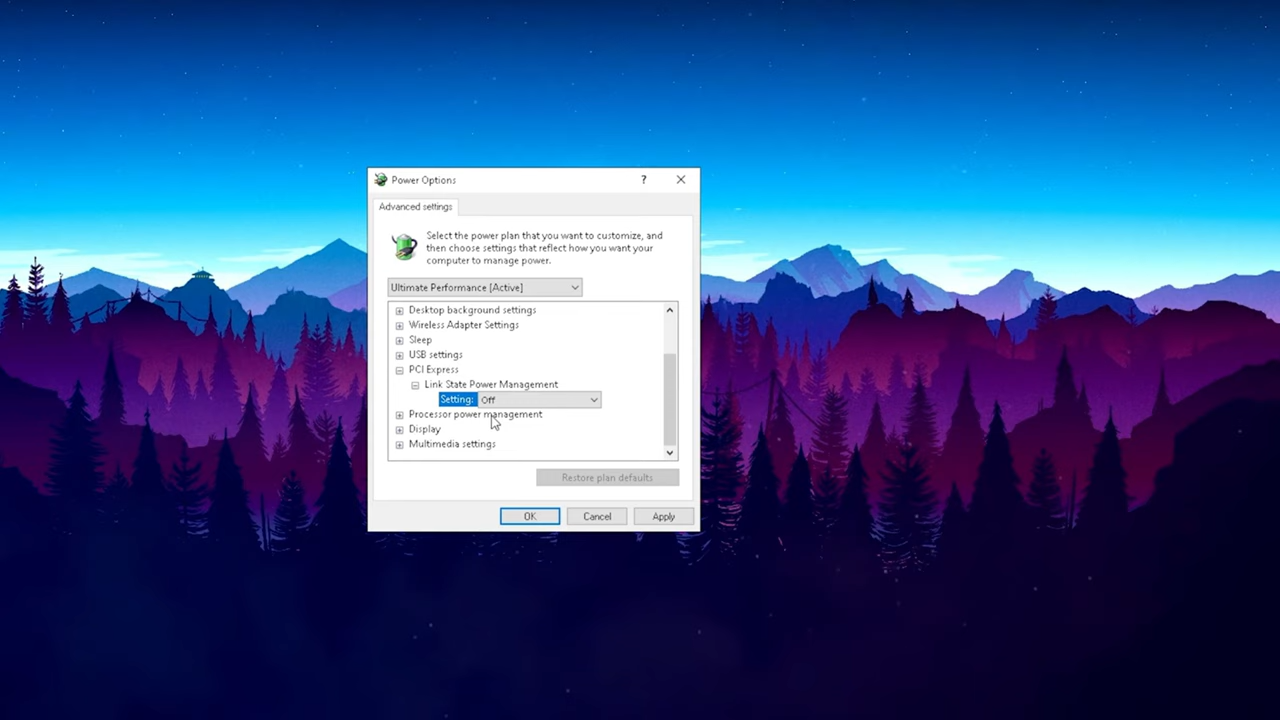 Power Options
?
Advanced settings
Select the power plan that you want to customize, and
then choose settings that reflect how you want your
computer to manage power.
Ultimate Performance [Active]
Desktop background settings
Wireless Adapter Settings
Sleep
USB settings
PCI Express
Link State Power Management
Setting: Off
Processor power management
Display
Multimedia settings
Restore plan defaults
OK Cancel Apply